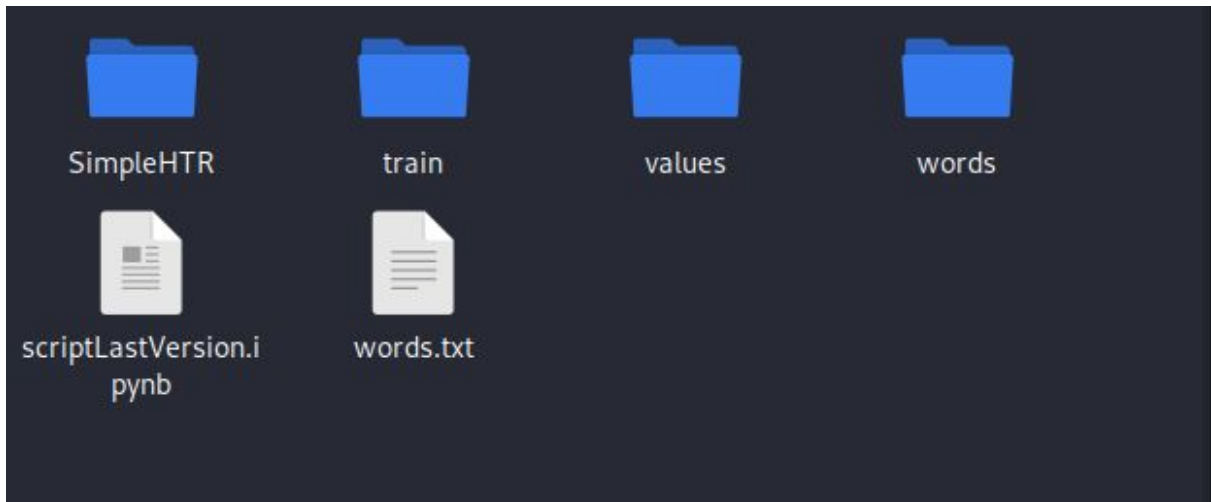 SimpleHTR
train
values
words
scriptLastVersion.i
pynb
words.txt